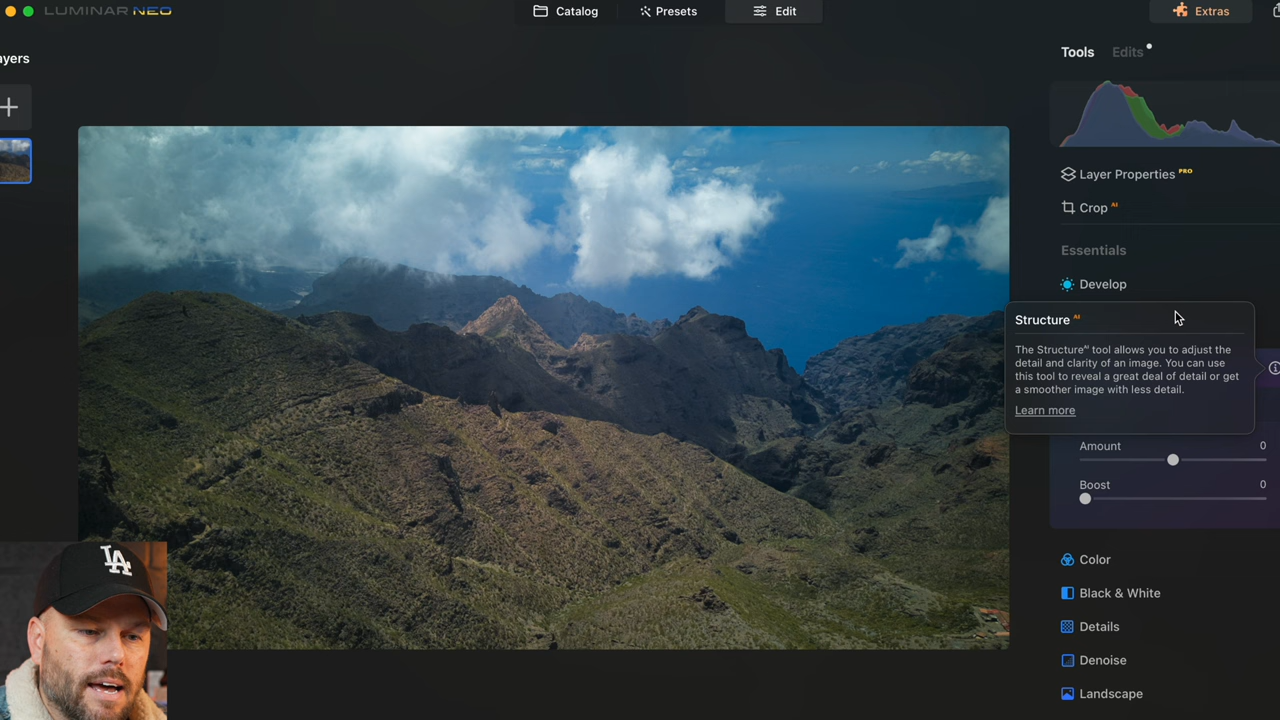 LUMINAR NEO
Catalog
Presets
Edit
Extras
ayers
Tools
Edits
Layer Properties PRO
Crop AI
Essentials
Develop
Structure AI
The StructureAI tool allows you to adjust the
detail and clarity of an image. You can use
this tool to reveal a great deal of detail or get
a smoother image with less detail.
Learn more
Amount 0
Boost 0
Color
Black & White
Details
Denoise
Landscape
LA